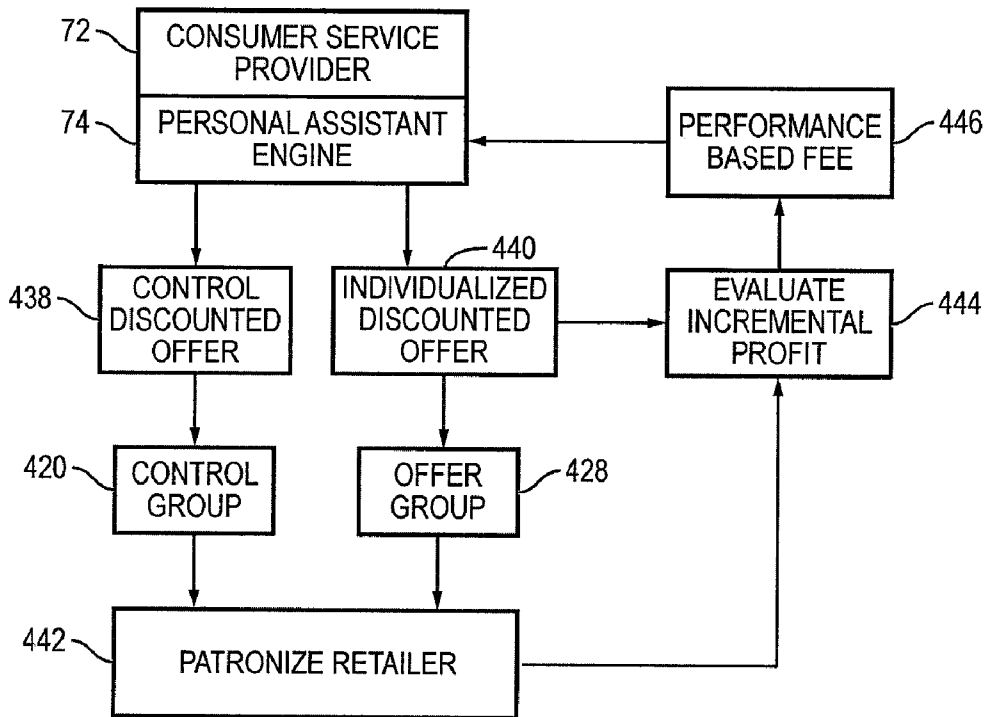 72
CONSUMER SERVICE
PROVIDER
74
PERSONAL ASSISTANT
ENGINE
PERFORMANCE
BASED FEE
446
438
CONTROL
DISCOUNTED
OFFER
440
INDIVIDUALIZED
DISCOUNTED
OFFER
EVALUATE
INCREMENTAL
PROFIT
444
420
CONTROL
GROUP
OFFER
GROUP
428
442
PATRONIZE RETAILER